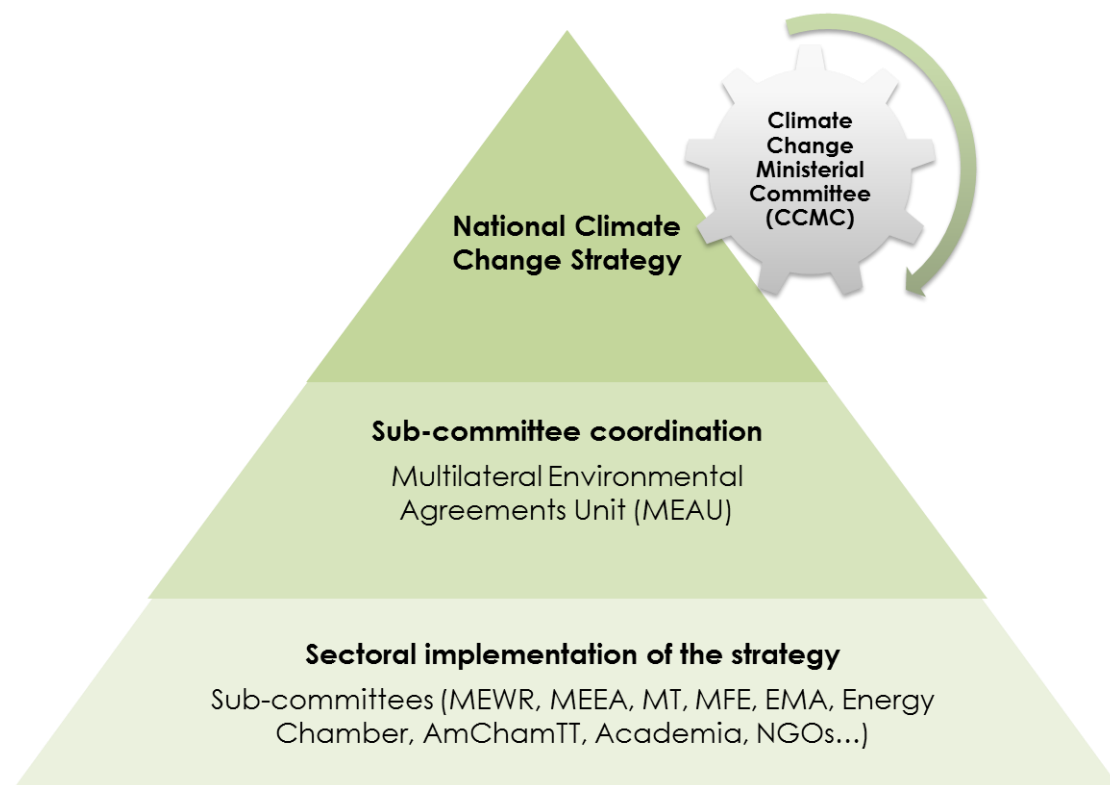 Climate
Change
Ministerial
Committee
(CCMC)
National Climate
Change Strategy
Sub-committee coordination
Multilateral Environmental
Agreements Unit (MEAU)
Sectoral implementation of the strategy
Sub-committees (MEWR, MEEA, MT, MFE, EMA, Energy
Chamber, AmChamTT, Academia, NGOs…)